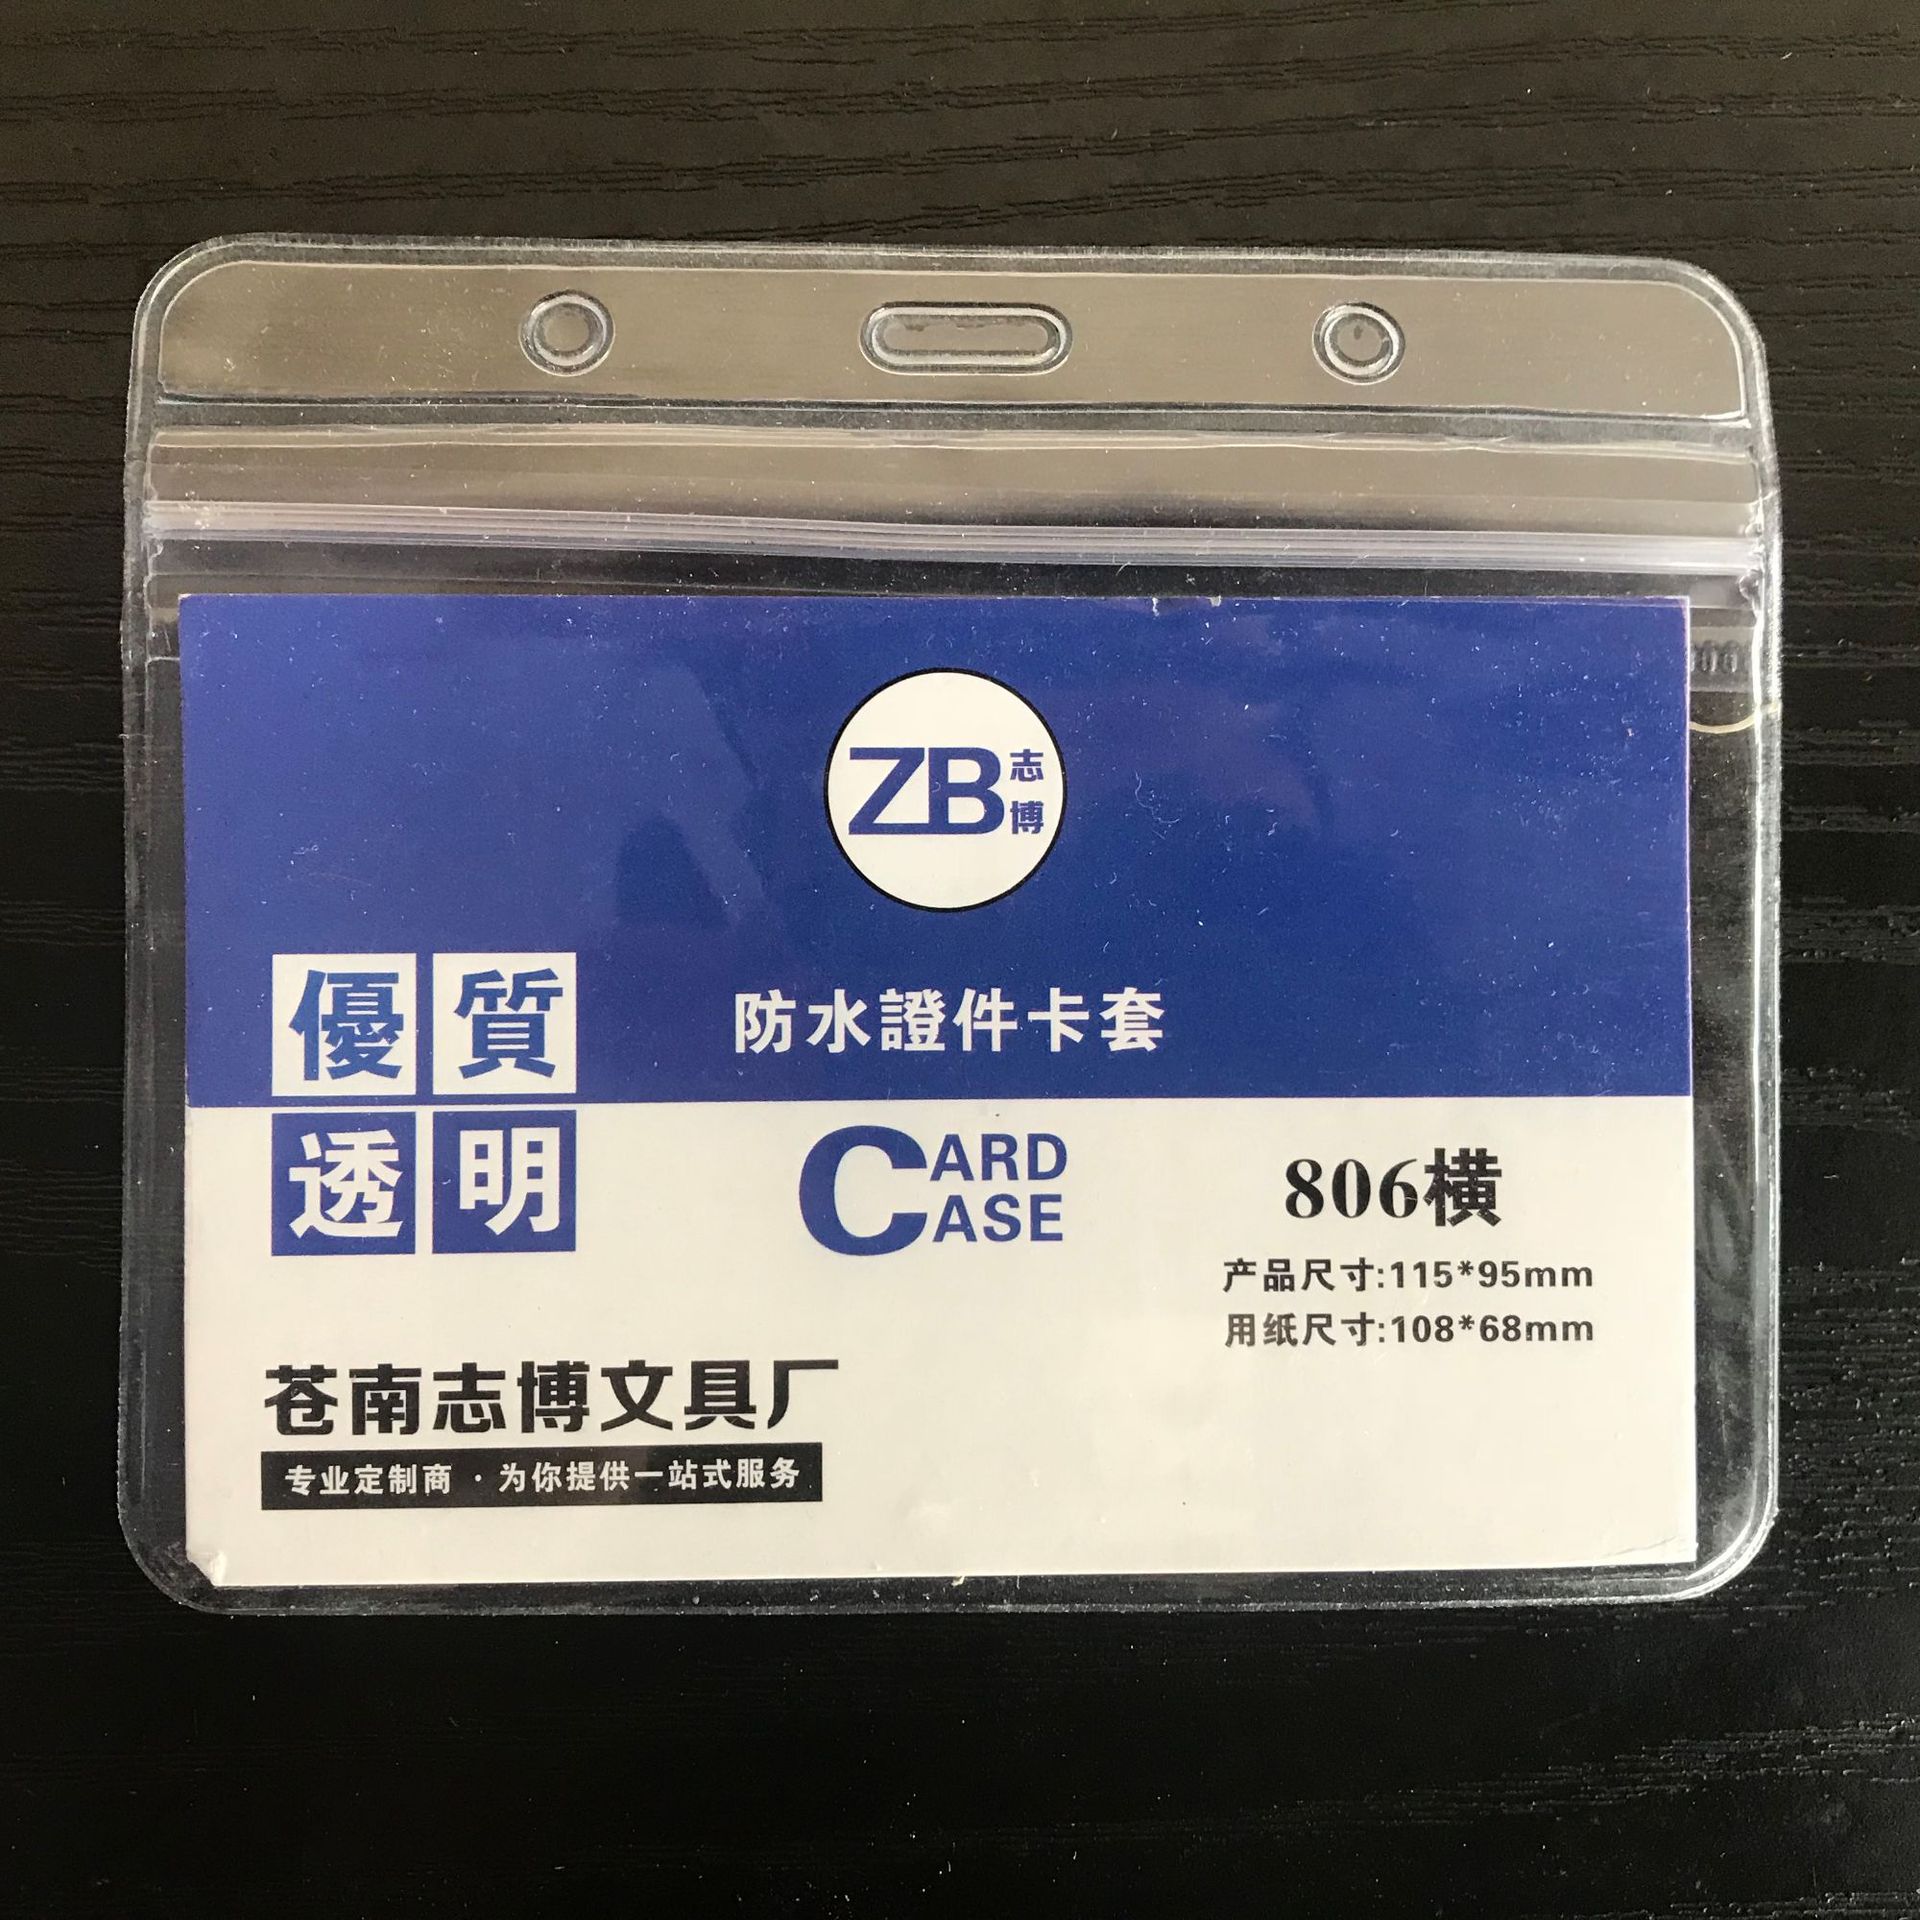 ZB志博
優質
防水證件卡套
透明
CARD
CASE
806横
产品尺寸:115*95mm
用纸尺寸:108*68mm
苍南志博文具厂
专业定制商·为你提供一站式服务